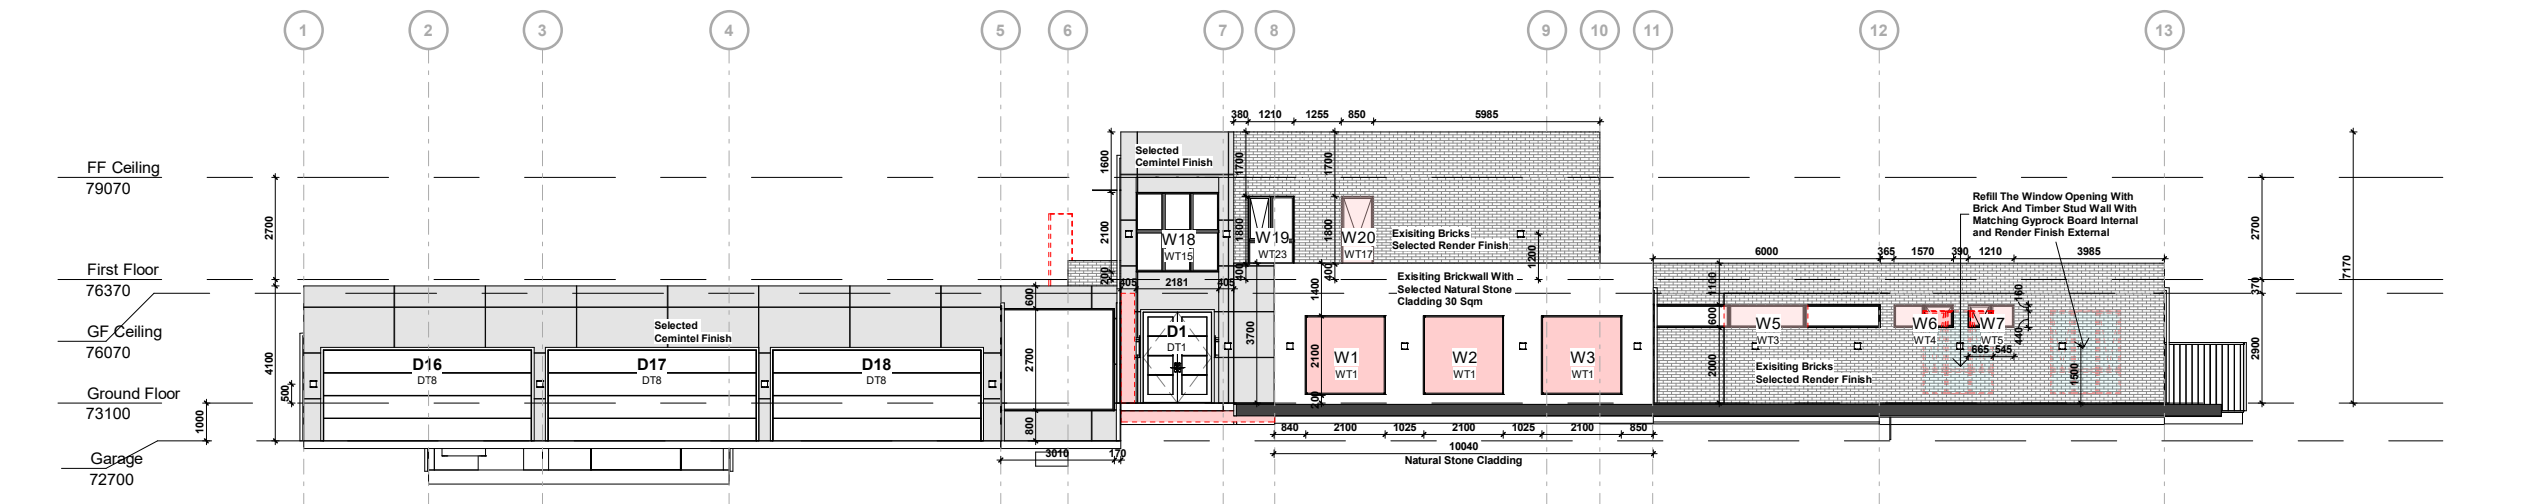 1 2 3 4 5 6 7 8 9 10 11 12 13
380 1210 1255 850 5985
Selected
Cemintel Finish
1600
1700
1700
FF Ceiling
79070
2700
2100
200
W18
WT15
1800
400
W19
WT23
1800
400
W20
WT17
Exisiting Bricks
Selected Render Finish
1200
Refill The Window Opening With
Brick And Timber Stud Wall With
Matching Gyprock Board Internal
and Render Finish External
2700
7170
6000 365 1570 390 1210 3985
First Floor
76370
405 2181 405
Exisiting Brickwall With
Selected Natural Stone
Cladding 30 Sqm
1400
1110
370
160
600
600
GF Ceiling
76070
Selected
Cemintel Finish
D1
DT1
3700
W5
WT3
W6
WT4
W7
WT5
440
665 545
4100
D16
DT8
D17
DT8
D18
DT8
2700
2100
W1
WT1
W2
WT1
W3
WT1
2000
Exisiting Bricks
Selected Render Finish
1500
2900
500
Ground Floor
73100
200
1000
800
840 2100 1025 2100 1025 2100 850
10040
Natural Stone Cladding
3010 170
Garage
72700